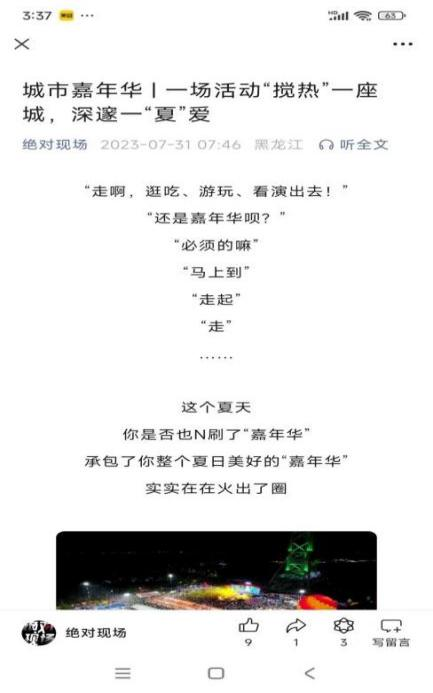 3:37
63
城市嘉年华丨一场活动“搅热”一座
城，深邃一“夏”爱
绝对现场 2023-07-31 07:46 黑龙江 听全文
“走啊，逛吃、游玩、看演出去！”
“还是嘉年华呗？”
“必须的嘛”
“马上到”
“走起”
“走”
……
这个夏天
你是否也N刷了“嘉年华”
承包了你整个夏日美好的“嘉年华”
实实在在火出了圈
绝对现场
9
1
3
写留言